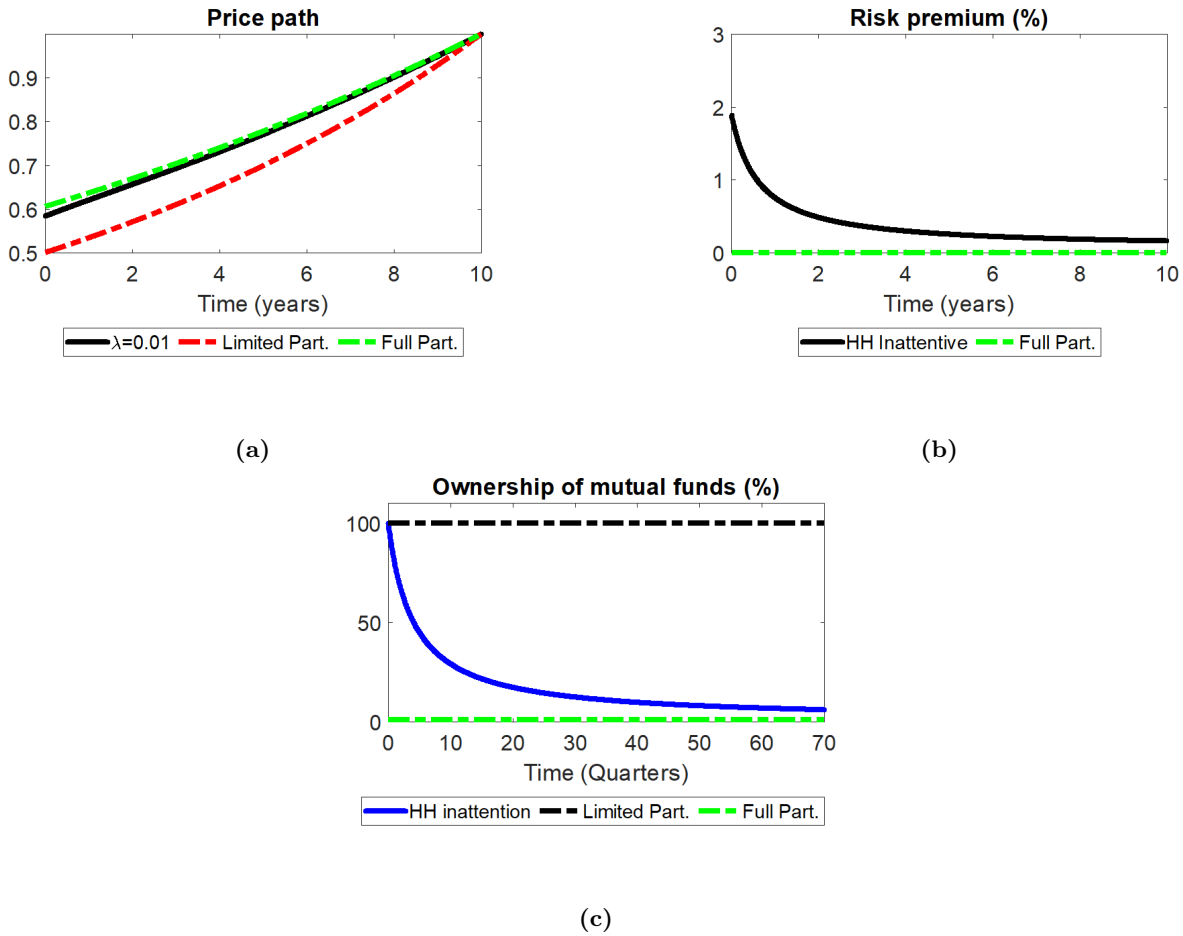 Price path
0.9
0.8
0.7
0.6
0.5
0 2 4 6 8 10
Time (years)
λ=0.01 Limited Part. Full Part.
(a)
Risk premium (%)
3
2
1
0
0 2 4 6 8 10
Time (years)
HH Inattentive Full Part.
(b)
Ownership of mutual funds (%)
100
50
0
0 10 20 30 40 50 60 70
Time (Quarters)
HH inattention Limited Part. Full Part.
(c)